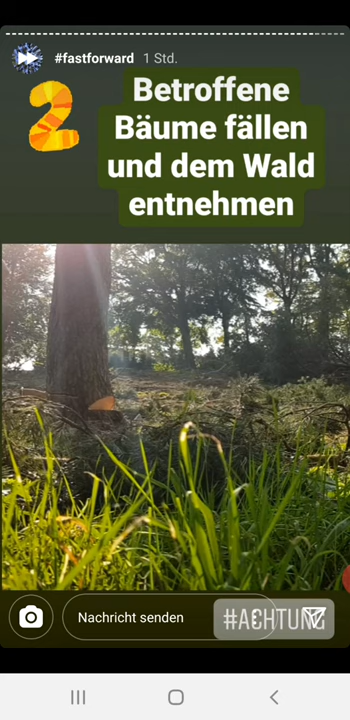 #fastforward 1 Std.
2
Betroffene
Bäume fällen
und dem Wald
entnehmen
Nachricht senden
#ACHTUNG